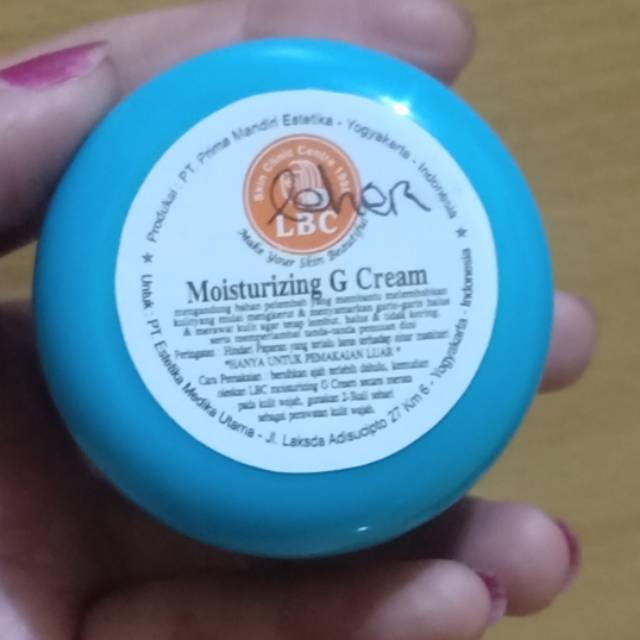 Produksi : PT. Prima Mandiri Estetika - Yogyakarta - Indonesia
Skin Clinic Centre
Leher
LBC
Make Your Skin Beautiful
Moisturizing G Cream
mengandung bahan pelembab yang membantu melembabkan
kulit yang mulai mengkerut & menyamarkan garis-garis halus
& merawat kulit agar tetap lembut, halus & tidak kering,
serta memperlambat tanda-tanda penuaan dini
Peringatan : Hindari Paparan yang terlalu lama terhadap sinar matahari
"HANYA UNTUK PEMAKAIAN LUAR"
Cara Pemakaian : bersihkan wajah terlebih dahulu, kemudian
oleskan LBC moisturizing G Cream secara merata
pada kulit wajah, gunakan 2-3kali sehari
sebagai perawatan kulit wajah.
Untuk : PT Estetika Medika Utama - Jl. Laksda Adisucipto 27 Km 6 - Yogyakarta - Indonesia